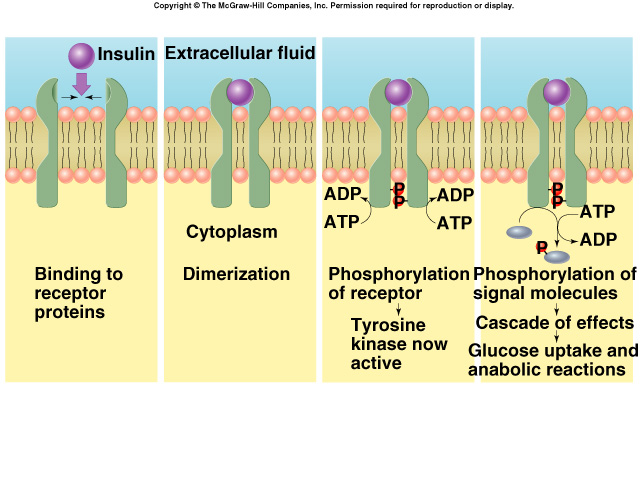 Copyright © The McGraw-Hill Companies, Inc. Permission required for reproduction or display.
Insulin
Binding to
receptor
proteins
Extracellular fluid
Cytoplasm
Dimerization
P
P
ADP
ADP
ATP
ATP
Phosphorylation
of receptor
Tyrosine
kinase now
active
P
P
ATP
ADP
P
Phosphorylation of
signal molecules
Cascade of effects
Glucose uptake and
anabolic reactions